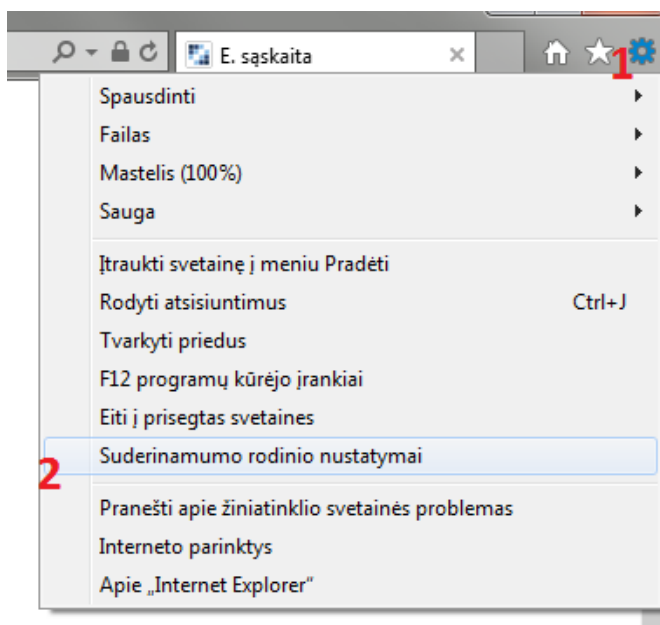 E. sąskaita
1
Spausdinti
Failas
Mastelis (100%)
Sauga
Įtraukti svetainę į meniu Pradėti
Rodyti atsisiuntimus Ctrl+J
Tvarkyti priedus
F12 programų kūrėjo įrankiai
Eiti į prisegtas svetaines
Suderinamumo rodinio nustatymai
2
Pranešti apie žiniatinklio svetainės problemas
Interneto parinktys
Apie „Internet Explorer“